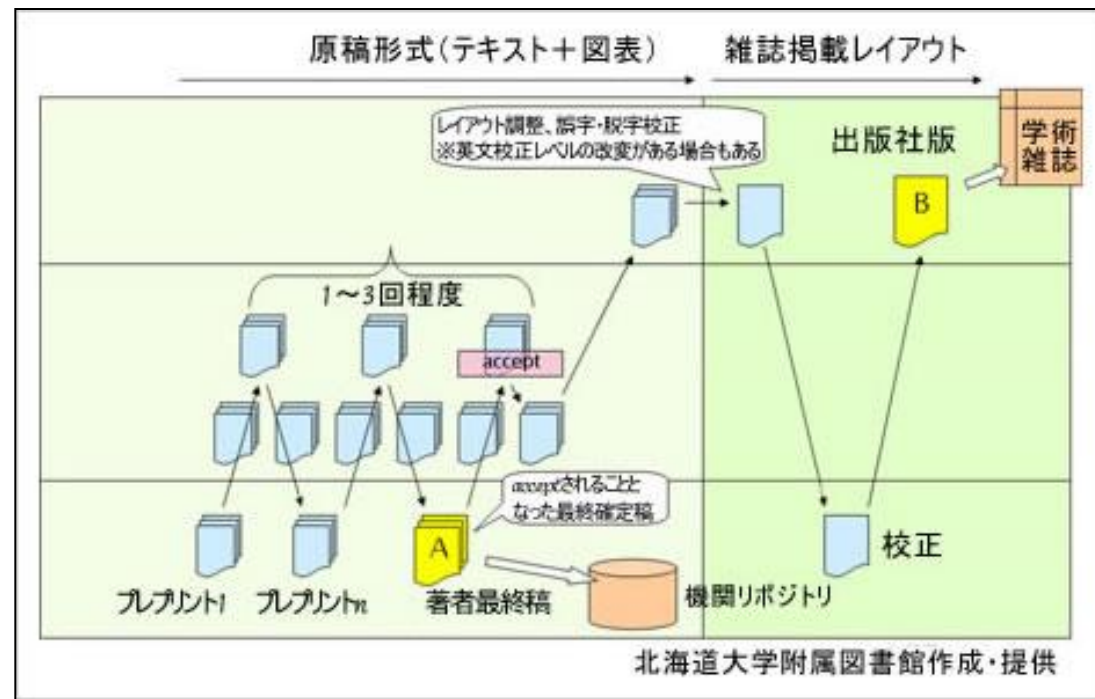 原稿形式(テキスト+図表)
雑誌掲載レイアウト
レイアウト調整、誤字・脱字校正
※英文校正レベルの改変がある場合もある
出版社版
学術
雑誌
B
1~3回程度
accept
acceptされることと
なった最終確定稿
A
校正
プレプリント1
プレプリントn
著者最終稿
機関リポジトリ
北海道大学附属図書館作成・提供